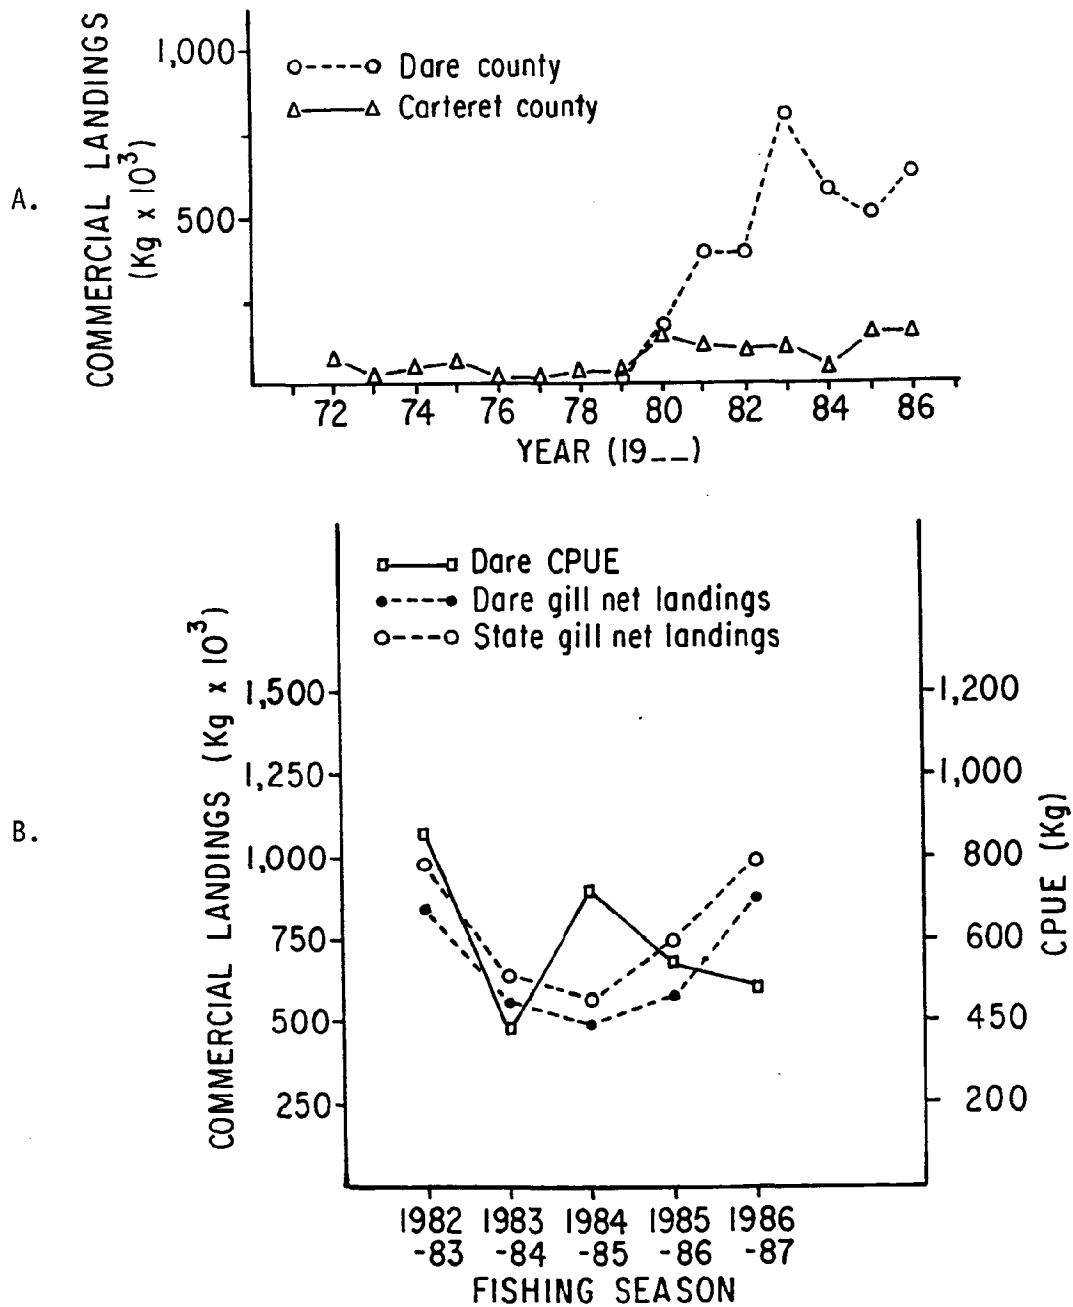 A.
COMMERCIAL LANDINGS
(Kg x 10³)
1,000
500
Dare county
Carteret county
72 74 76 78 80 82 84 86
YEAR (19__)
B.
COMMERCIAL LANDINGS (Kg x 10³)
1,500
1,250
1,000
750
500
250
Dare CPUE
Dare gill net landings
State gill net landings
1,200
1,000
800
600
450
200
CPUE (Kg)
1982 1983 1984 1985 1986
-83 -84 -85 -86 -87
FISHING SEASON